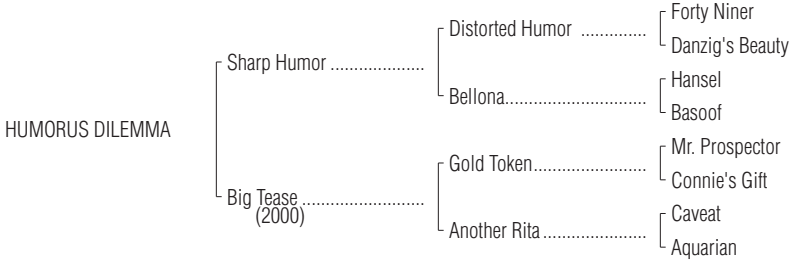 Forty Niner
Distorted Humor ..............
Danzig's Beauty
Sharp Humor ....................
Hansel
Bellona..............................
Basoof
HUMORUS DILEMMA
Mr. Prospector
Gold Token........................
Connie's Gift
Big Tease ..........................
(2000)
Caveat
Another Rita ......................
Aquarian